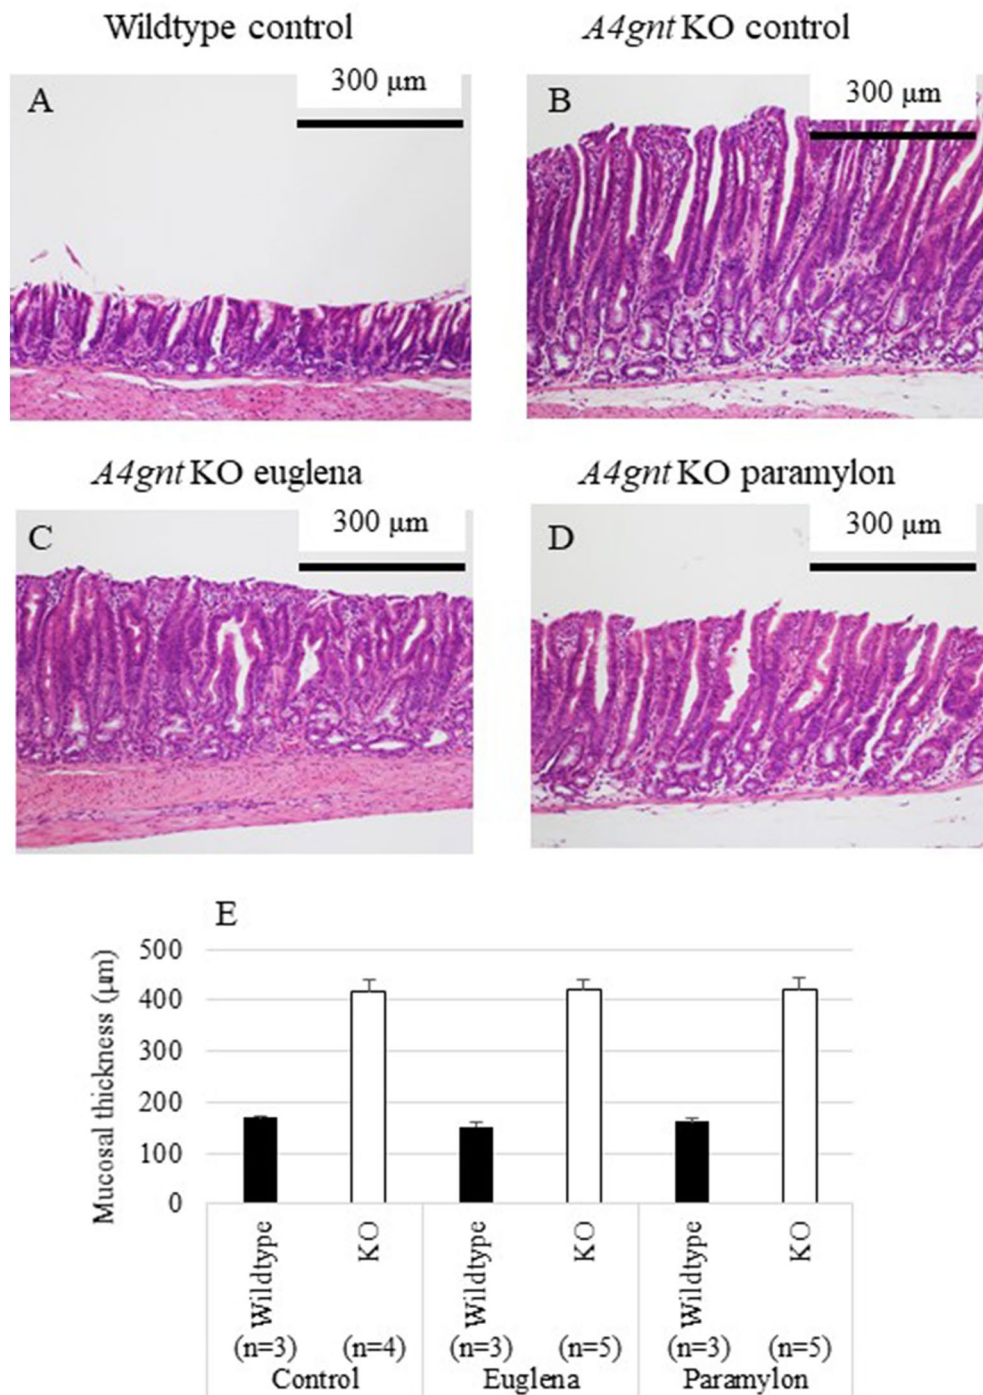 Wildtype control
A4gnt KO control
A
300 µm
B
300 µm
A4gnt KO euglena
A4gnt KO paramylon
C
300 µm
D
300 µm
E
Mucosal thickness (µm)
500
400
300
200
100
0
Wildtype
KO
Wildtype
KO
Wildtype
KO
(n=3) (n=4) (n=3) (n=5) (n=3) (n=5)
Control Euglena Paramylon